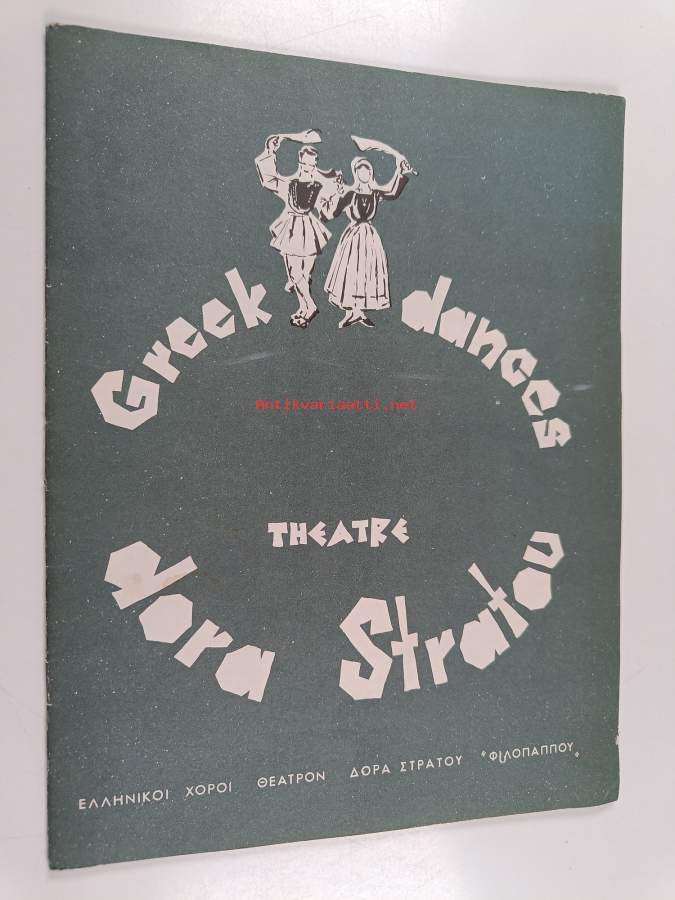 Greek dances
Antikvariaatti.net
THEATRE
dora Stratou
ΕΛΛΗΝΙΚΟΙ ΧΟΡΟΙ ΘΕΑΤΡΟΝ ΔΟΡΑ ΣΤΡΑΤΟΥ "ΦΙΛΟΠΑΠΠΟΥ"